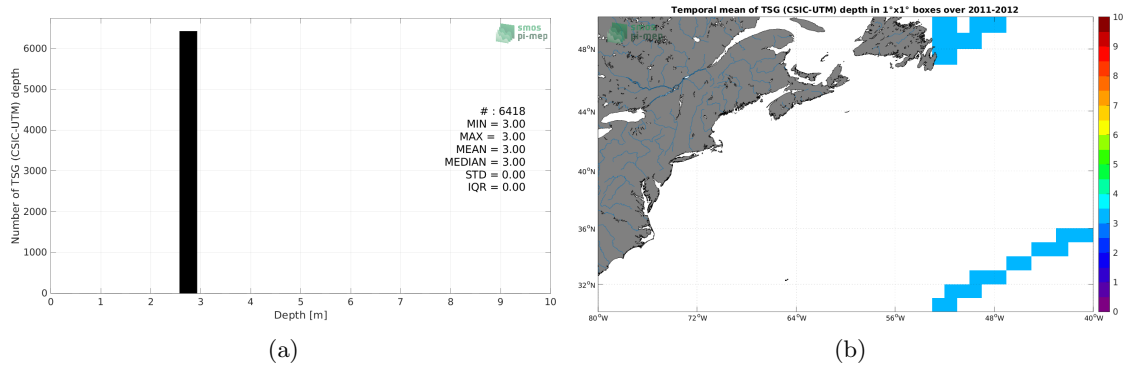 smos
pi-mep
Number of TSG (CSIC-UTM) depth
6000
5000
4000
3000
2000
1000
0
# : 6418
MIN = 3.00
MAX = 3.00
MEAN = 3.00
MEDIAN = 3.00
STD = 0.00
IQR = 0.00
0 1 2 3 4 5 6 7 8 9 10
Depth [m]
(a)
Temporal mean of TSG (CSIC-UTM) depth in 1°x1° boxes over 2011-2012
smos
pi-mep
48°N
44°N
40°N
36°N
32°N
80°W 72°W 64°W 56°W 48°W 40°W
10
9
8
7
6
5
4
3
2
1
0
(b)